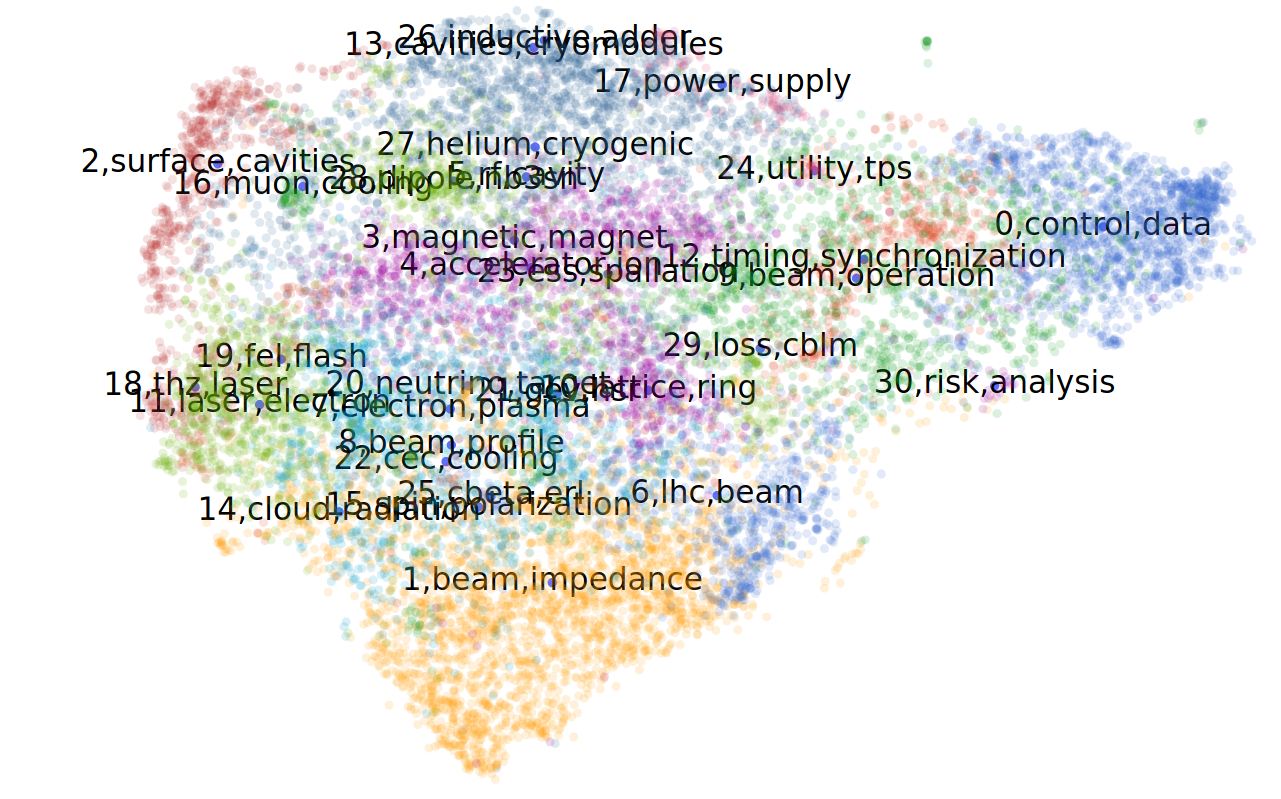 26,inductive,adder
13,cavities,cryomodules
17,power,supply
27,helium,cryogenic
2,surface,cavities
24,utility,tps
5,rf,cavity
28,dipole,nb3sn
16,muon,cooling
0,control,data
3,magnetic,magnet
12,timing,synchronization
4,accelerator,ion
23,ess,spallation
9,beam,operation
29,loss,cblm
19,fel,flash
18,thz,laser
20,neutrino,target
30,risk,analysis
lattice,ring
11,laser,electron
7,electron,plasma
8,beam,profile
22,cec,cooling
25,cbeta,erl
6,lhc,beam
14,cloud,radiation
15,spin,polarization
1,beam,impedance